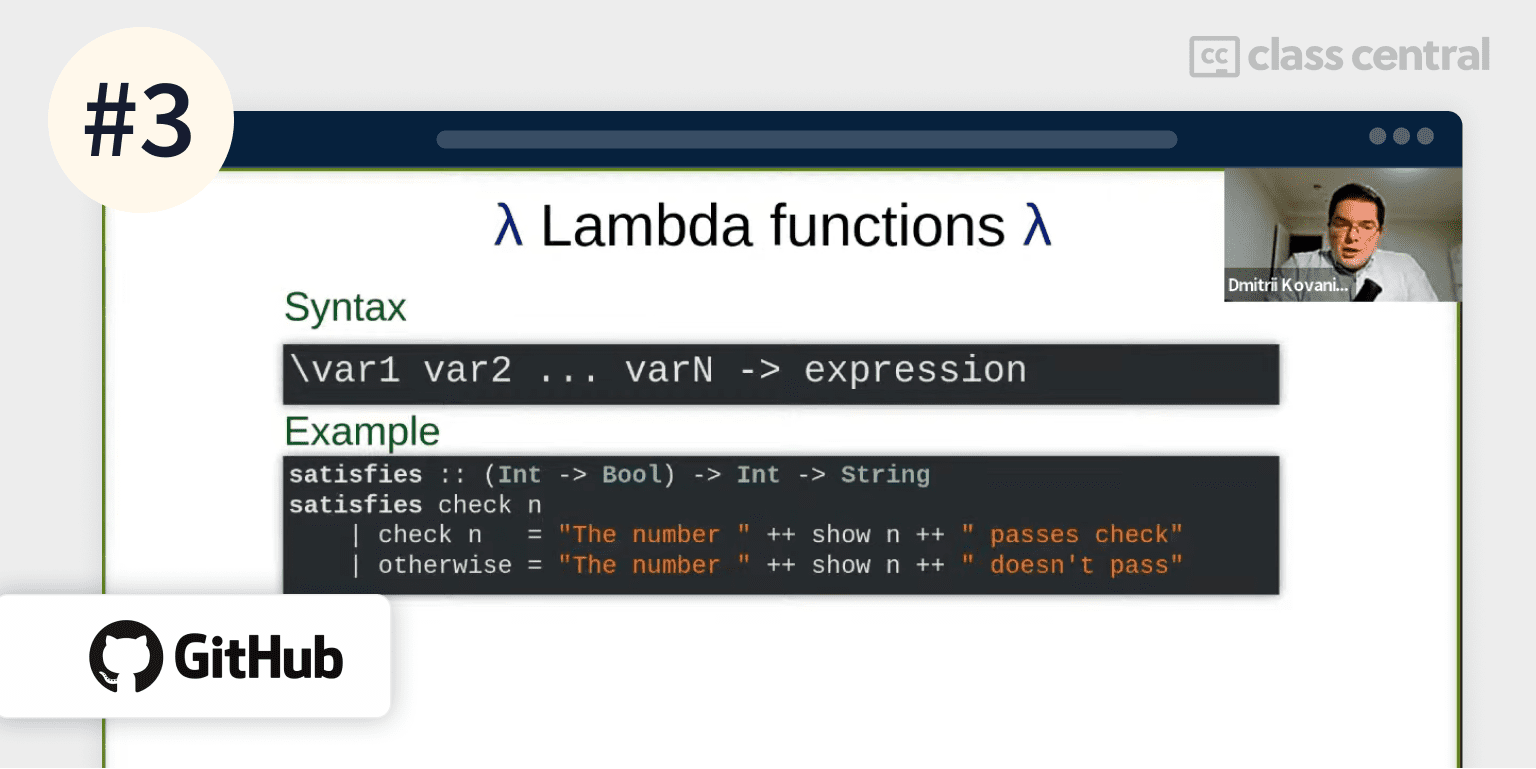 #3
cc class central
λ Lambda functions λ
Dmitrii Kovani...
Syntax
\var1 var2 ... varN -> expression
Example
satisfies :: (Int -> Bool) -> Int -> String
satisfies check n
    | check n   = "The number " ++ show n ++ " passes check"
    | otherwise = "The number " ++ show n ++ " doesn't pass"
GitHub